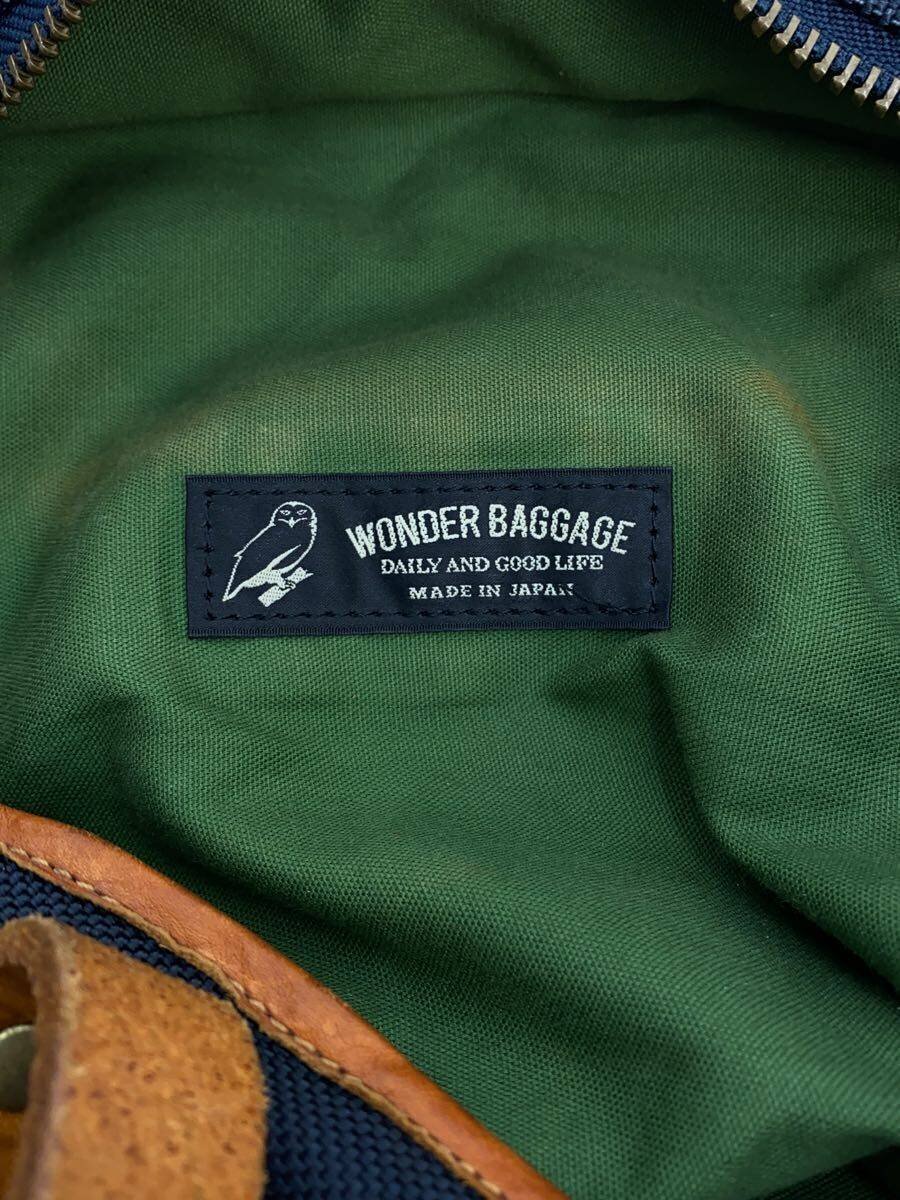 WONDER BAGGAGE
DAILY AND GOOD LIFE
MADE IN JAPAN